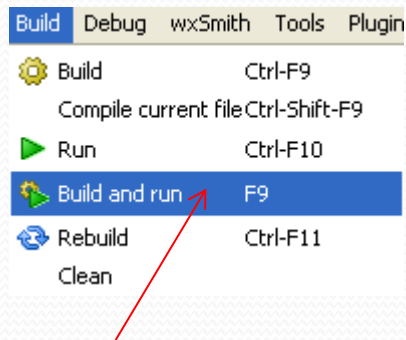 Build Debug wxSmith Tools Plugin
Build Ctrl-F9
Compile current file Ctrl-Shift-F9
Run Ctrl-F10
Build and run F9
Rebuild Ctrl-F11
Clean